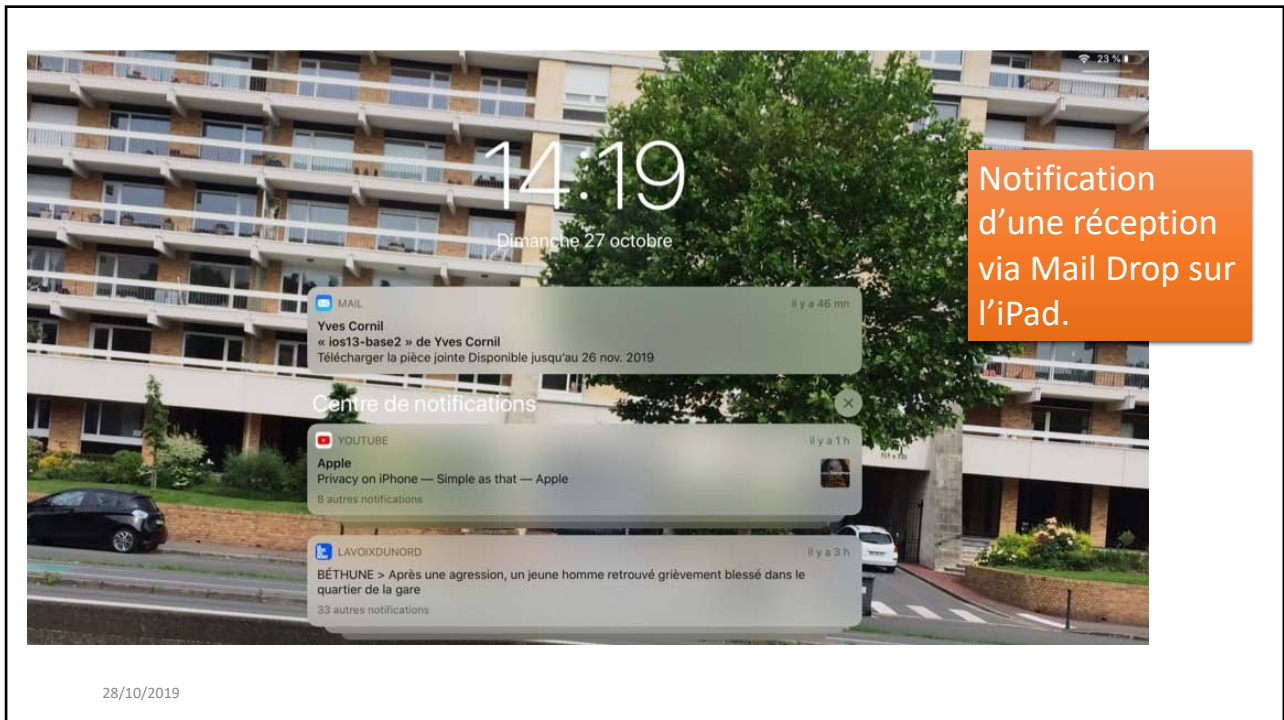 23 %
14:19
Dimanche 27 octobre
Notification
d’une réception
via Mail Drop sur
l’iPad.
MAIL
il y a 46 mn
Yves Cornil
« ios13-base2 » de Yves Cornil
Télécharger la pièce jointe Disponible jusqu'au 26 nov. 2019
Centre de notifications
YOUTUBE
il y a 1 h
Apple
Privacy on iPhone — Simple as that — Apple
8 autres notifications
LAVOIXDUNORD
il y a 3 h
BÉTHUNE > Après une agression, un jeune homme retrouvé grièvement blessé dans le
quartier de la gare
33 autres notifications
28/10/2019